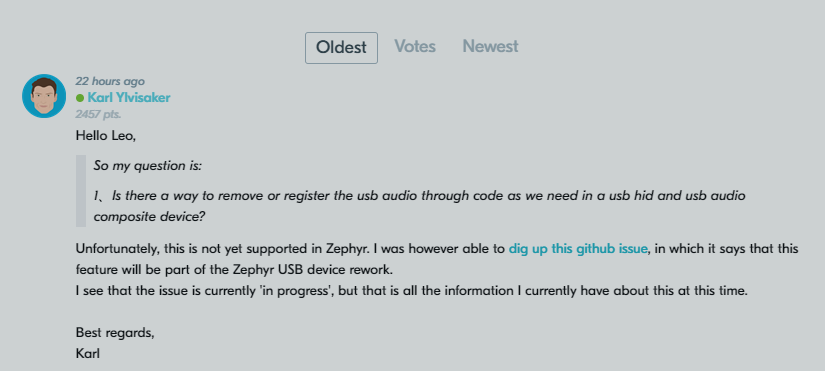 Oldest Votes Newest
22 hours ago
Karl Ylvisaker
2457 pts.
Hello Leo,
So my question is:
1、Is there a way to remove or register the usb audio through code as we need in a usb hid and usb audio
composite device?
Unfortunately, this is not yet supported in Zephyr. I was however able to dig up this github issue, in which it says that this
feature will be part of the Zephyr USB device rework.
I see that the issue is currently 'in progress', but that is all the information I currently have about this at this time.
Best regards,
Karl